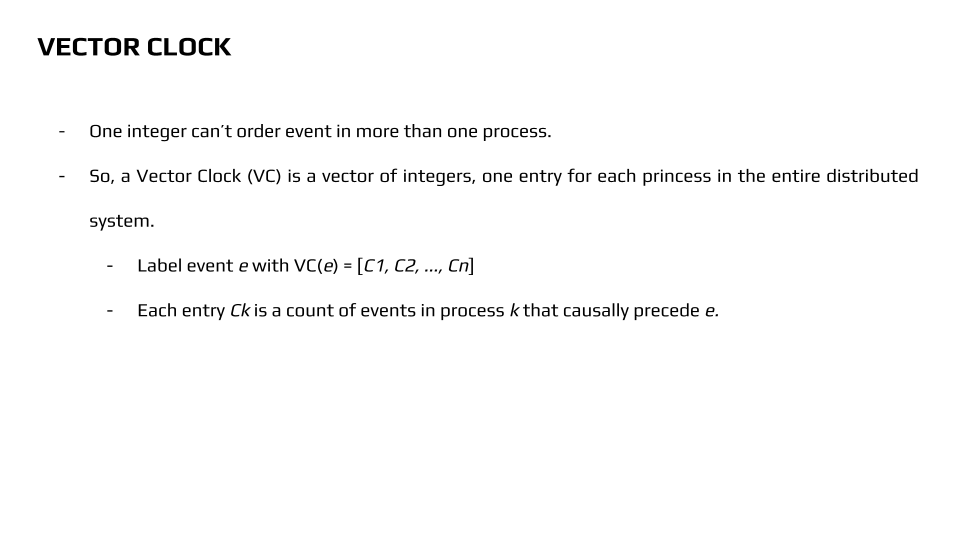 VECTOR CLOCK
- One integer can't order event in more than one process.
- So, a Vector Clock (VC) is a vector of integers, one entry for each princess in the entire distributed
system.
- Label event e with VC(e) = [C1, C2, ..., Cn]
- Each entry Ck is a count of events in process k that causally precede e.